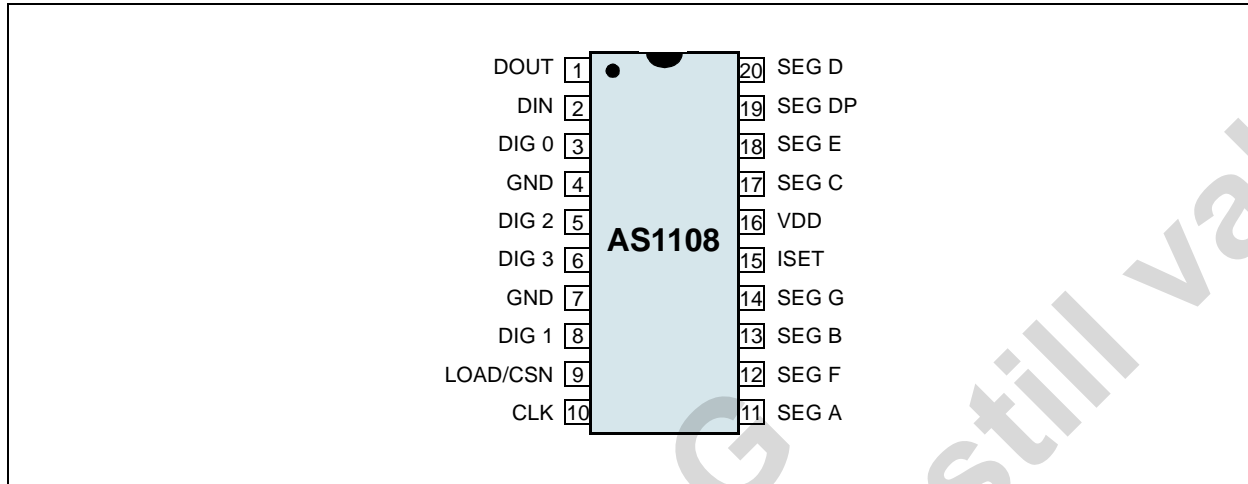 DOUT 1
DIN 2
DIG 0 3
GND 4
DIG 2 5
DIG 3 6
GND 7
DIG 1 8
LOAD/CSN 9
CLK 10
AS1108
20 SEG D
19 SEG DP
18 SEG E
17 SEG C
16 VDD
15 ISET
14 SEG G
13 SEG B
12 SEG F
11 SEG A
G
still